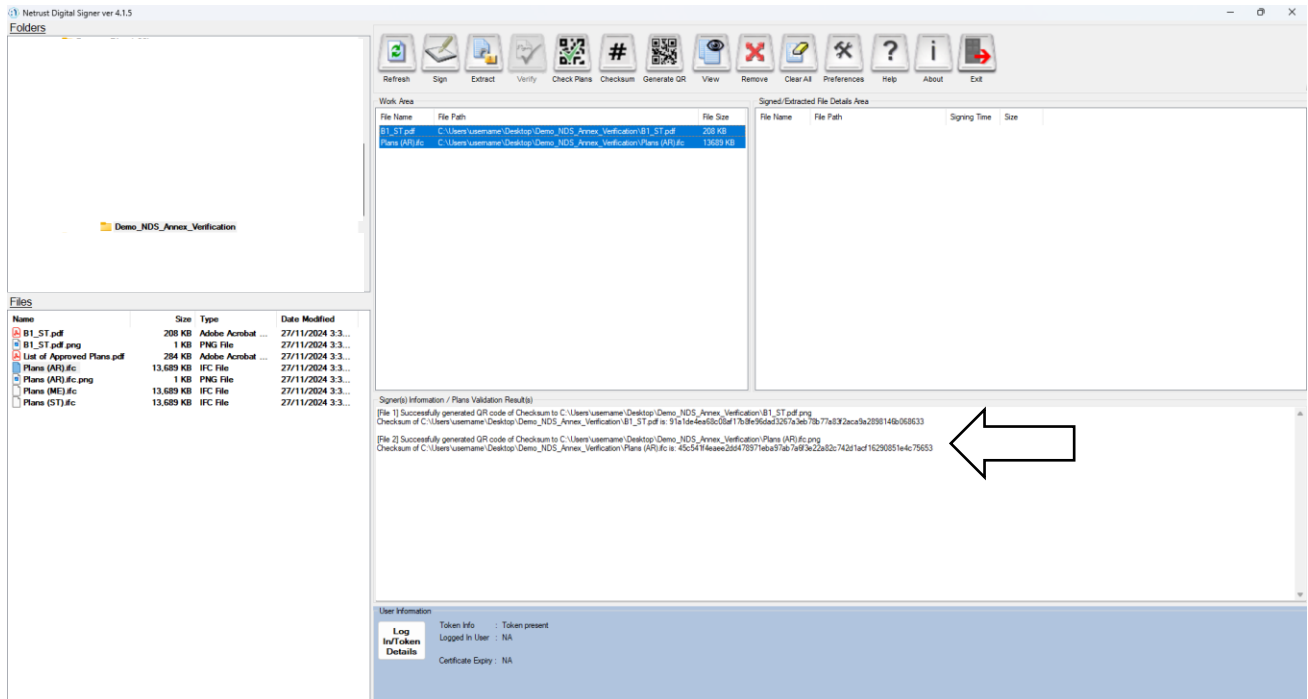 Netrust Digital Signer ver 4.1.5
Folders
Demo_NDS_Annex_Verification
Files
Name Size Type Date Modified
B1_ST.pdf 208 KB Adobe Acrobat ... 27/11/2024 3:3...
B1_ST.pdf.png 1 KB PNG File 27/11/2024 3:3...
List of Approved Plans.pdf 284 KB Adobe Acrobat ... 27/11/2024 3:3...
Plans (AR).ifc 13,689 KB IFC File 27/11/2024 3:3...
Plans (AR).ifc.png 1 KB PNG File 27/11/2024 3:3...
Plans (ME).ifc 13,689 KB IFC File 27/11/2024 3:3...
Plans (ST).ifc 13,689 KB IFC File 27/11/2024 3:3...
Refresh Sign Extract Verify Check Plans Checksum Generate QR View Remove Clear All Preferences Help About Exit
Work Area
File Name File Path File Size
B1_ST.pdf C:\Users\username\Desktop\Demo_NDS_Annex_Verification\B1_ST.pdf 208 KB
Plans (AR).ifc C:\Users\username\Desktop\Demo_NDS_Annex_Verification\Plans (AR).ifc 13689 KB
Signed/Extracted File Details Area
File Name File Path Signing Time Size
Signer(s) Information / Plans Validation Result(s)
[File 1] Successfully generated QR code of Checksum to C:\Users\username\Desktop\Demo_NDS_Annex_Verification\B1_ST.pdf.png
Checksum of C:\Users\username\Desktop\Demo_NDS_Annex_Verification\B1_ST.pdf is: 91a1de4ea68c08af17b8fe96dad3267a3eb78b77a83f2aca9a2898146b068633
[File 2] Successfully generated QR code of Checksum to C:\Users\username\Desktop\Demo_NDS_Annex_Verification\Plans (AR).ifc.png
Checksum of C:\Users\username\Desktop\Demo_NDS_Annex_Verification\Plans (AR).ifc is: 45c541f4eaee2dd478971eba97ab7a6f3e22a82c742d1acf16290851e4c75653
User Information
Log In/Token Details
Token Info : Token present
Logged In User : NA
Certificate Expiry : NA